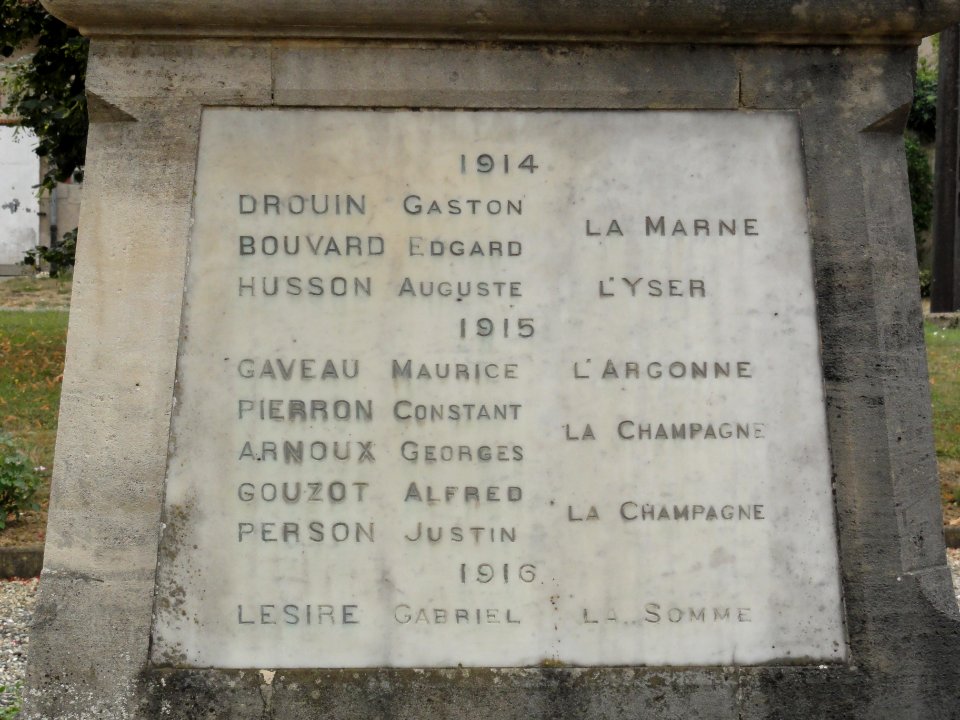 1914
DROUIN GASTON
BOUVARD EDGARD
LA MARNE
HUSSON AUGUSTE L'YSER
1915
GAVEAU MAURICE L'ARGONNE
PIERRON CONSTANT
ARNOUX GEORGES
LA CHAMPAGNE
GOUZOT ALFRED
PERSON JUSTIN
LA CHAMPAGNE
1916
LESIRE GABRIEL LA SOMME